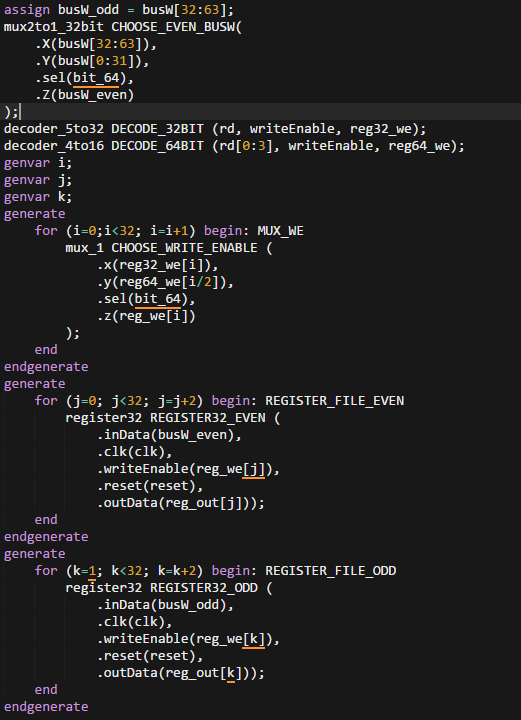 assign busW_odd = busW[32:63];
mux2to1_32bit CHOOSE_EVEN_BUSW(
    .X(busW[32:63]),
    .Y(busW[0:31]),
    .sel(bit_64),
    .Z(busW_even)
);
decoder_5to32 DECODE_32BIT (rd, writeEnable, reg32_we);
decoder_4to16 DECODE_64BIT (rd[0:3], writeEnable, reg64_we);
genvar i;
genvar j;
genvar k;
generate
    for (i=0;i<32; i=i+1) begin: MUX_WE
        mux_1 CHOOSE_WRITE_ENABLE (
            .x(reg32_we[i]),
            .y(reg64_we[i/2]),
            .sel(bit_64),
            .z(reg_we[i])
        );
    end
endgenerate
generate
    for (j=0; j<32; j=j+2) begin: REGISTER_FILE_EVEN
        register32 REGISTER32_EVEN (
            .inData(busW_even),
            .clk(clk),
            .writeEnable(reg_we[j]),
            .reset(reset),
            .outData(reg_out[j]));
    end
endgenerate
generate
    for (k=1; k<32; k=k+2) begin: REGISTER_FILE_ODD
        register32 REGISTER32_ODD (
            .inData(busW_odd),
            .clk(clk),
            .writeEnable(reg_we[k]),
            .reset(reset),
            .outData(reg_out[k]));
    end
endgenerate